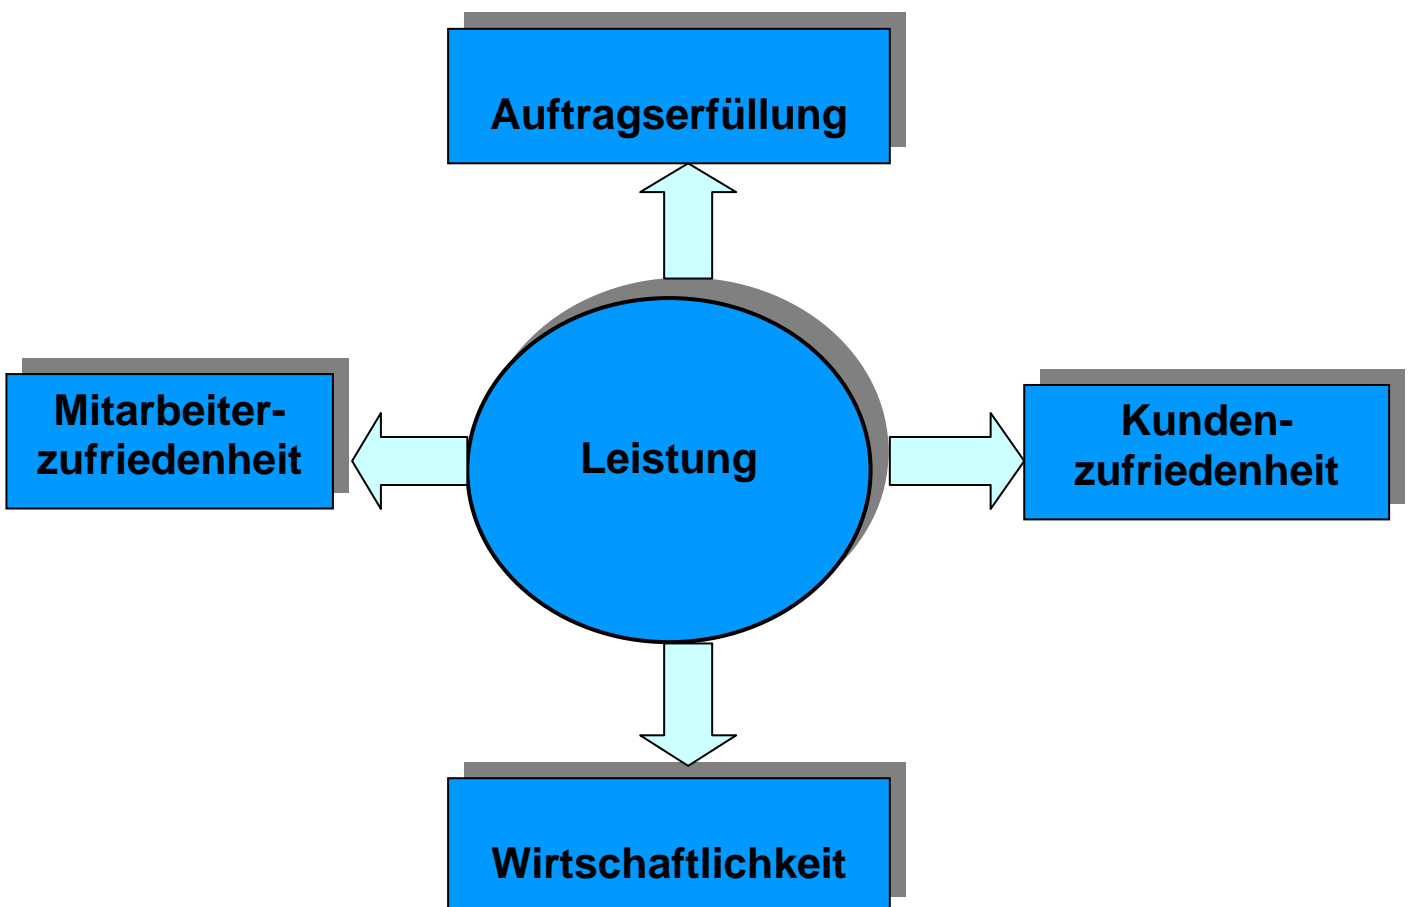 Auftragserfüllung
Mitarbeiter-
zufriedenheit
Leistung
Kunden-
zufriedenheit
Wirtschaftlichkeit